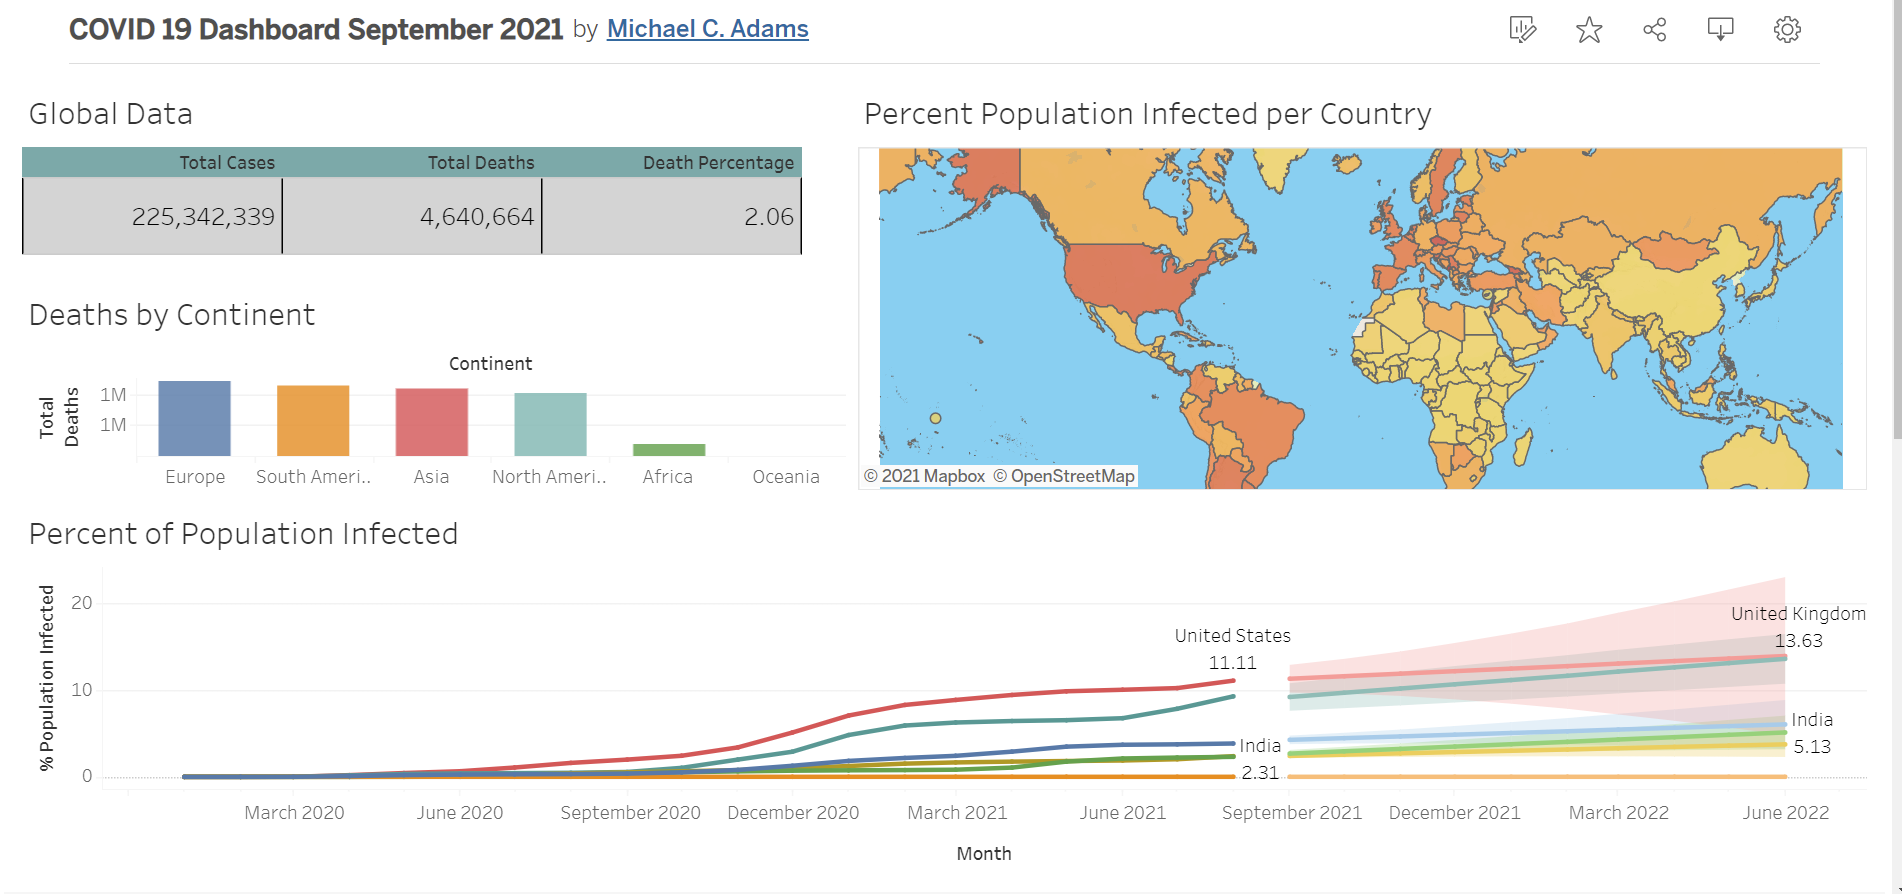 COVID 19 Dashboard September 2021 by Michael C. Adams
Global Data
Total Cases Total Deaths Death Percentage
225,342,339 4,640,664 2.06
Deaths by Continent
Continent
Total Deaths
1M
1M
Europe South Ameri.. Asia North Ameri.. Africa Oceania
Percent Population Infected per Country
© 2021 Mapbox © OpenStreetMap
Percent of Population Infected
% Population Infected
20
10
0
United States
11.11
India
2.31
United Kingdom
13.63
India
5.13
March 2020 June 2020 September 2020 December 2020 March 2021 June 2021 September 2021 December 2021 March 2022 June 2022
Month